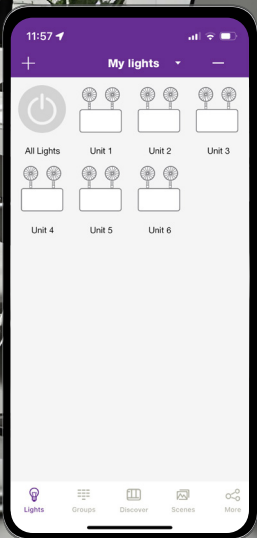 11:57
My lights
All Lights
Unit 1
Unit 2
Unit 3
Unit 4
Unit 5
Unit 6
Lights
Groups
Discover
Scenes
More